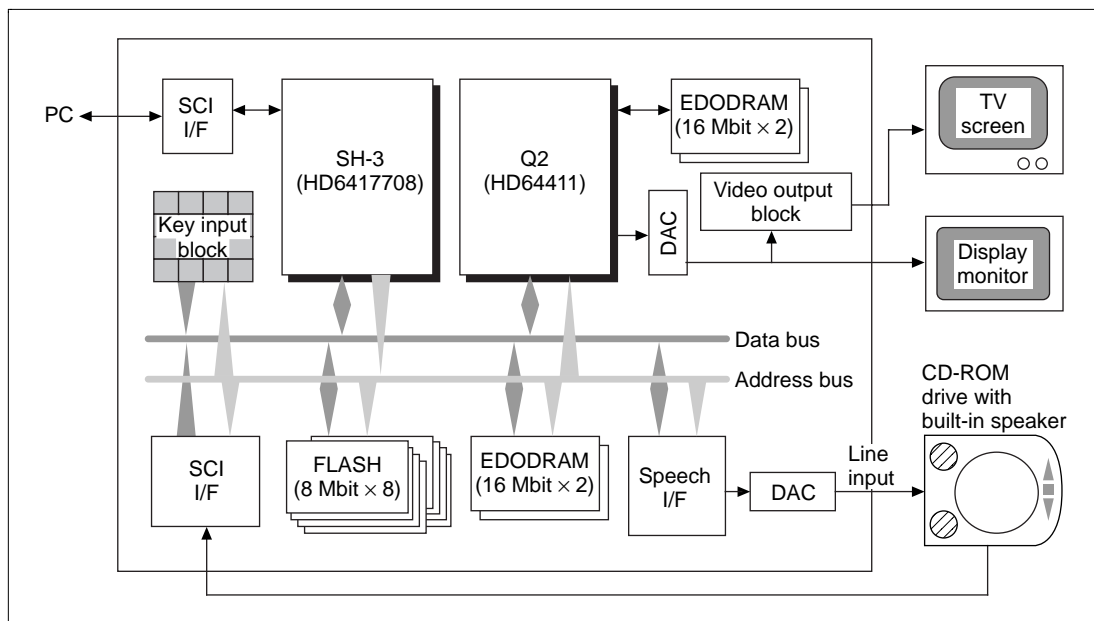 PC
SCI
I/F
SH-3
(HD6417708)
Q2
(HD64411)
EDODRAM
(16 Mbit × 2)
TV
screen
Key input
block
DAC
Video output
block
Display
monitor
Data bus
Address bus
CD-ROM
drive with
built-in speaker
SCI
I/F
FLASH
(8 Mbit × 8)
EDODRAM
(16 Mbit × 2)
Speech
I/F
DAC
Line
input